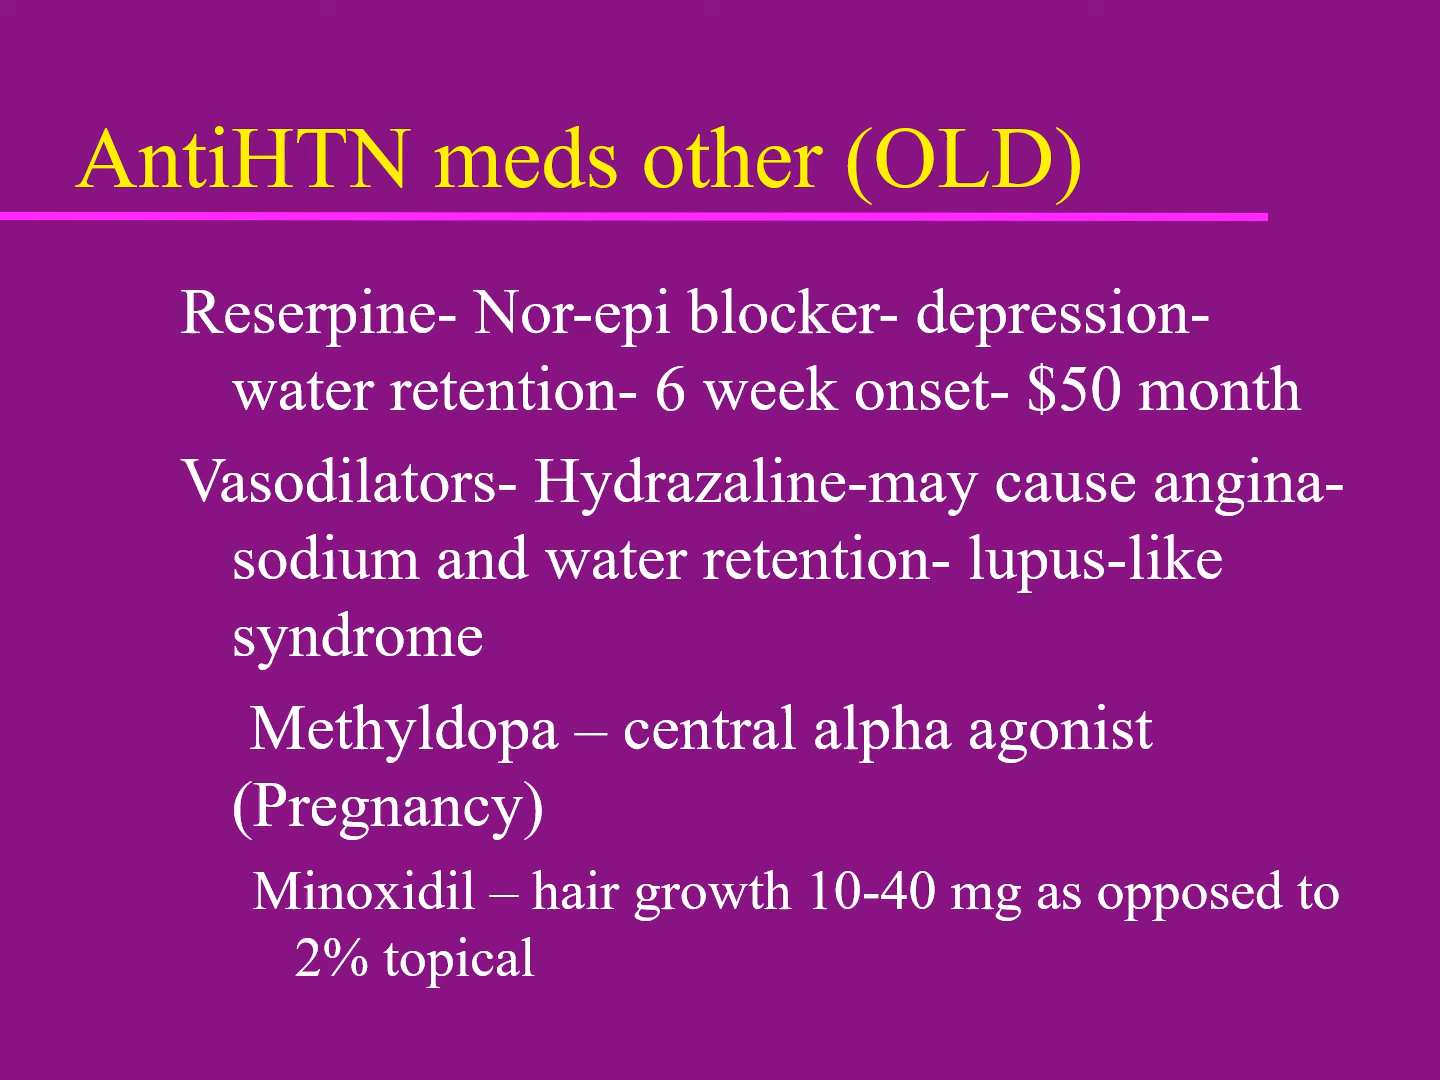 AntiHTN meds other (OLD)
Reserpine- Nor-epi blocker- depression-
water retention- 6 week onset- $50 month
Vasodilators- Hydrazaline-may cause angina-
sodium and water retention- lupus-like
syndrome
Methyldopa – central alpha agonist
(Pregnancy)
Minoxidil – hair growth 10-40 mg as opposed to
2% topical